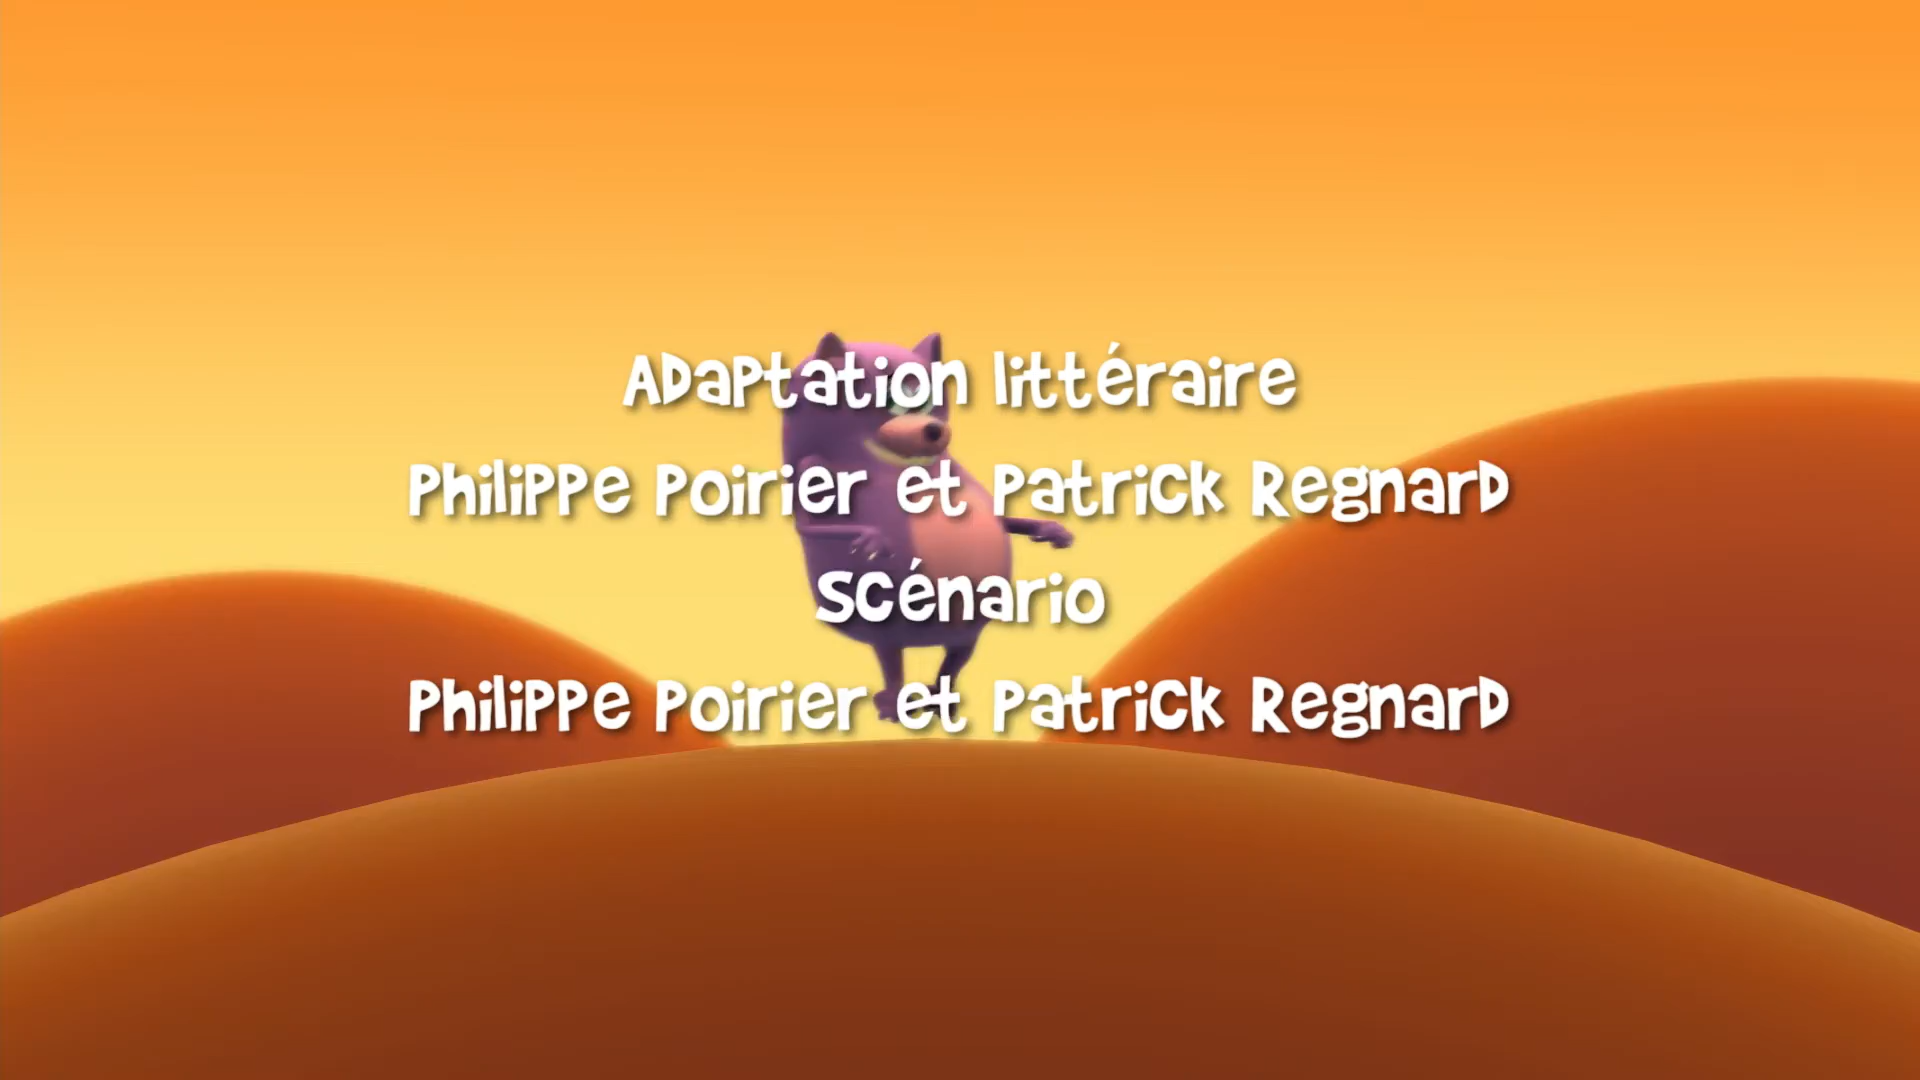 Adaptation littéraire
Philippe Poirier et Patrick Regnard
Scénario
Philippe Poirier et Patrick Regnard